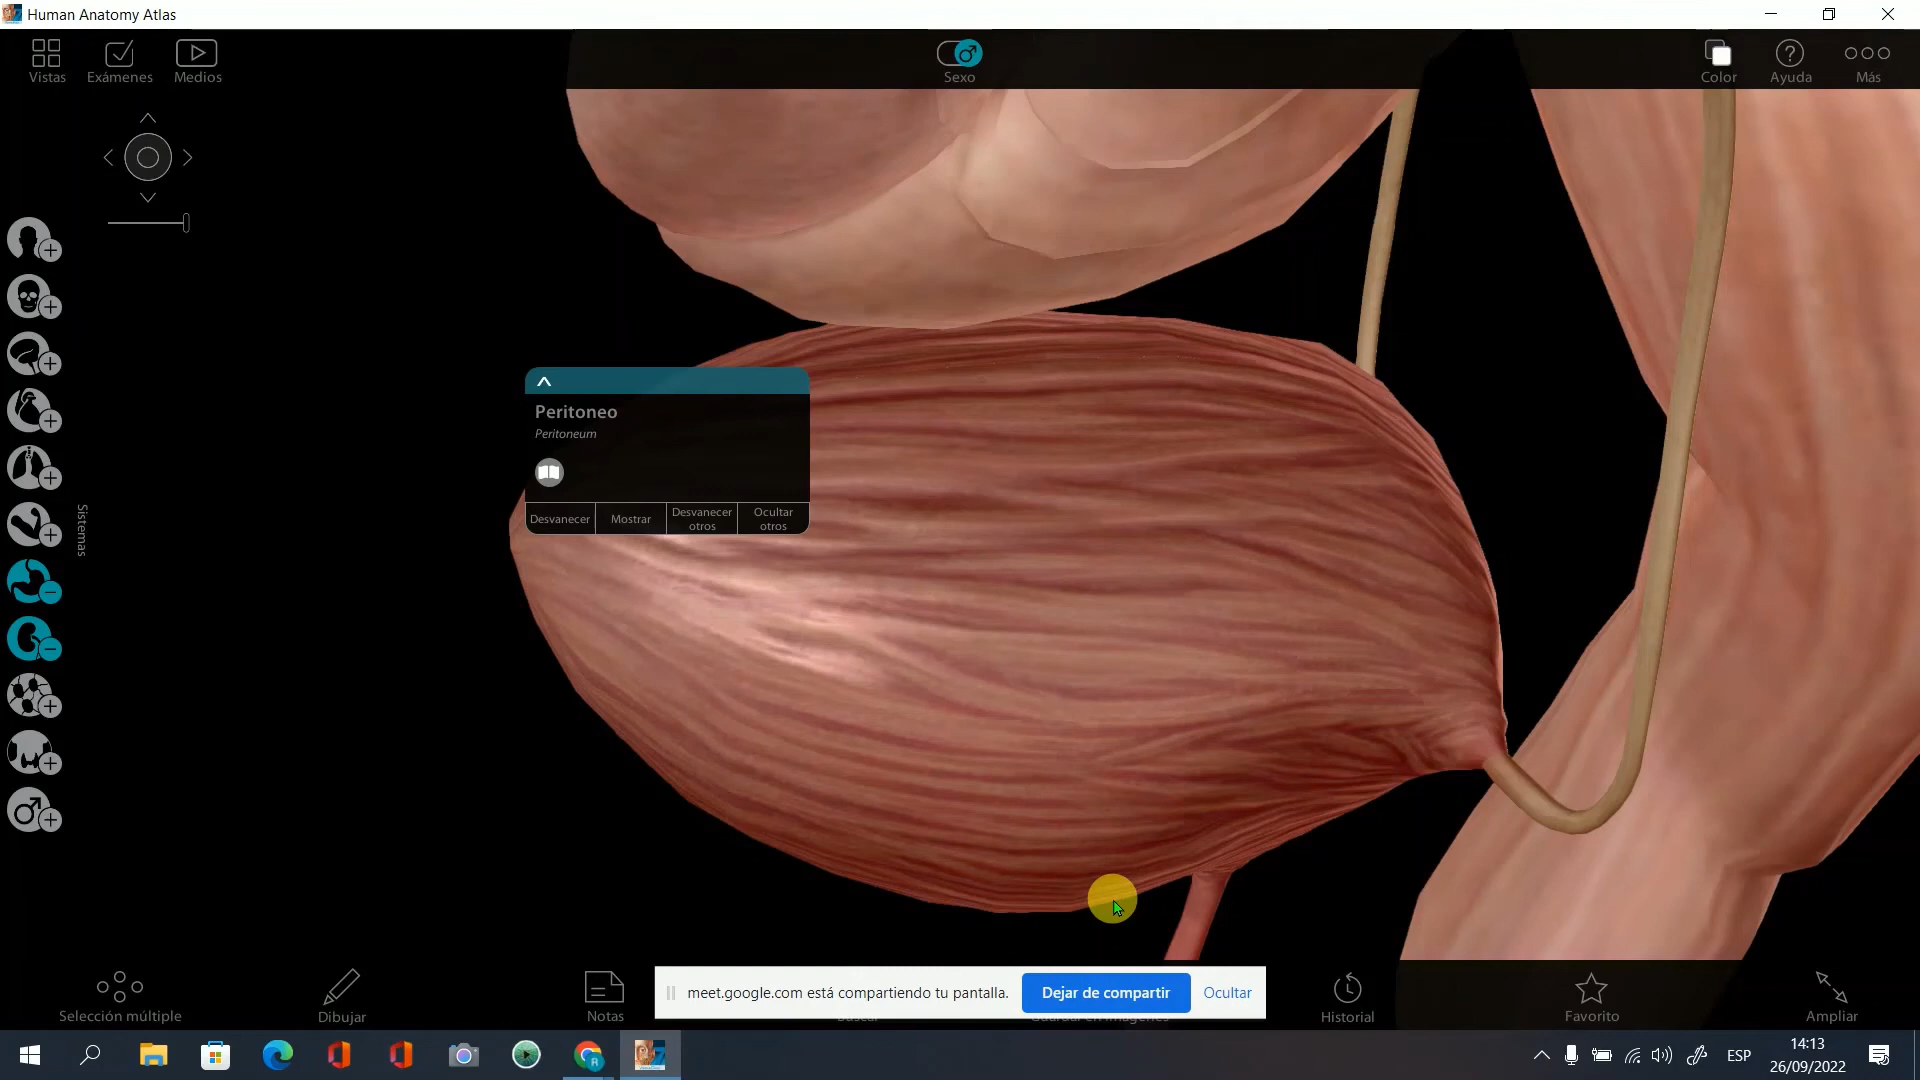 Human Anatomy Atlas
Vistas
Exámenes
Medios
Sexo
Color
Ayuda
Más
Sistemas
Peritoneo
Peritoneum
Desvanecer
Mostrar
Desvanecer
otros
Ocultar
otros
meet.google.com está compartiendo tu pantalla.
Dejar de compartir
Ocultar
Selección múltiple
Dibujar
Notas
Historial
Favorito
Ampliar
ESP
14:13
26/09/2022